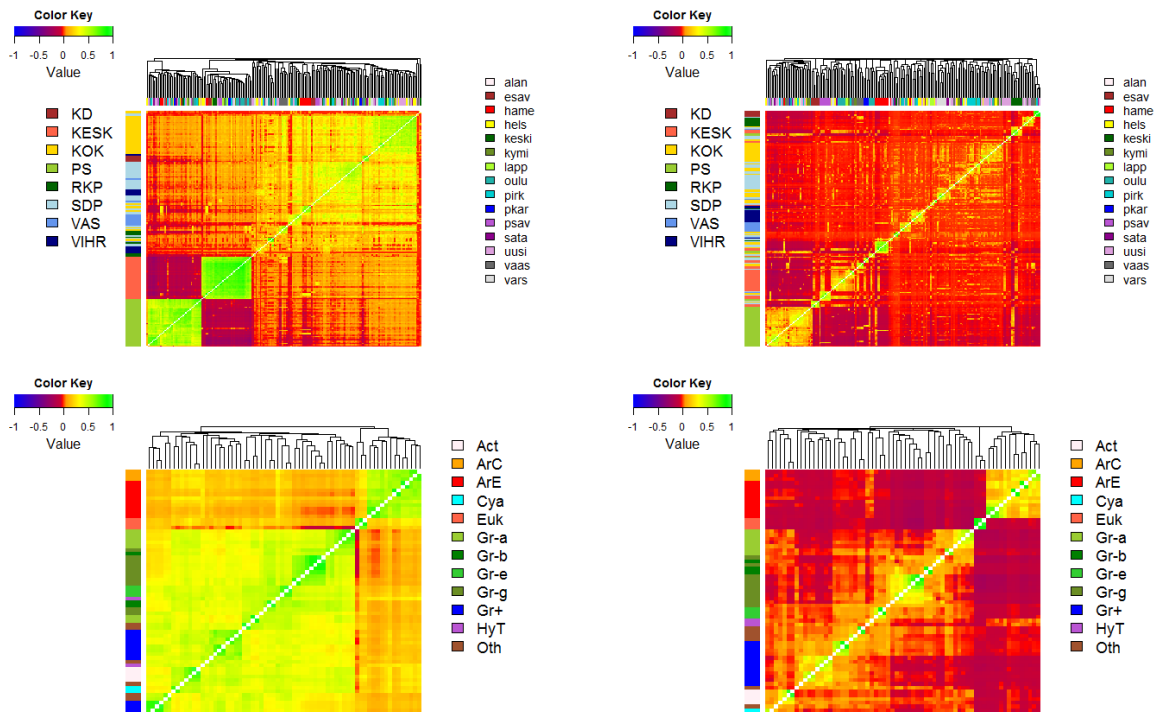 Color Key
-1 -0.5 0 0.5 1
Value
KD
KESK
KOK
PS
RKP
SDP
VAS
VIHR
alan
esav
hame
hels
keski
kymi
lapp
oulu
pirk
pkar
psav
sata
uusi
vaas
vars
Color Key
-1 -0.5 0 0.5 1
Value
KD
KESK
KOK
PS
RKP
SDP
VAS
VIHR
alan
esav
hame
hels
keski
kymi
lapp
oulu
pirk
pkar
psav
sata
uusi
vaas
vars
Color Key
-1 -0.5 0 0.5 1
Value
Act
ArC
ArE
Cya
Euk
Gr-a
Gr-b
Gr-e
Gr-g
Gr+
HyT
Oth
Color Key
-1 -0.5 0 0.5 1
Value
Act
ArC
ArE
Cya
Euk
Gr-a
Gr-b
Gr-e
Gr-g
Gr+
HyT
Oth